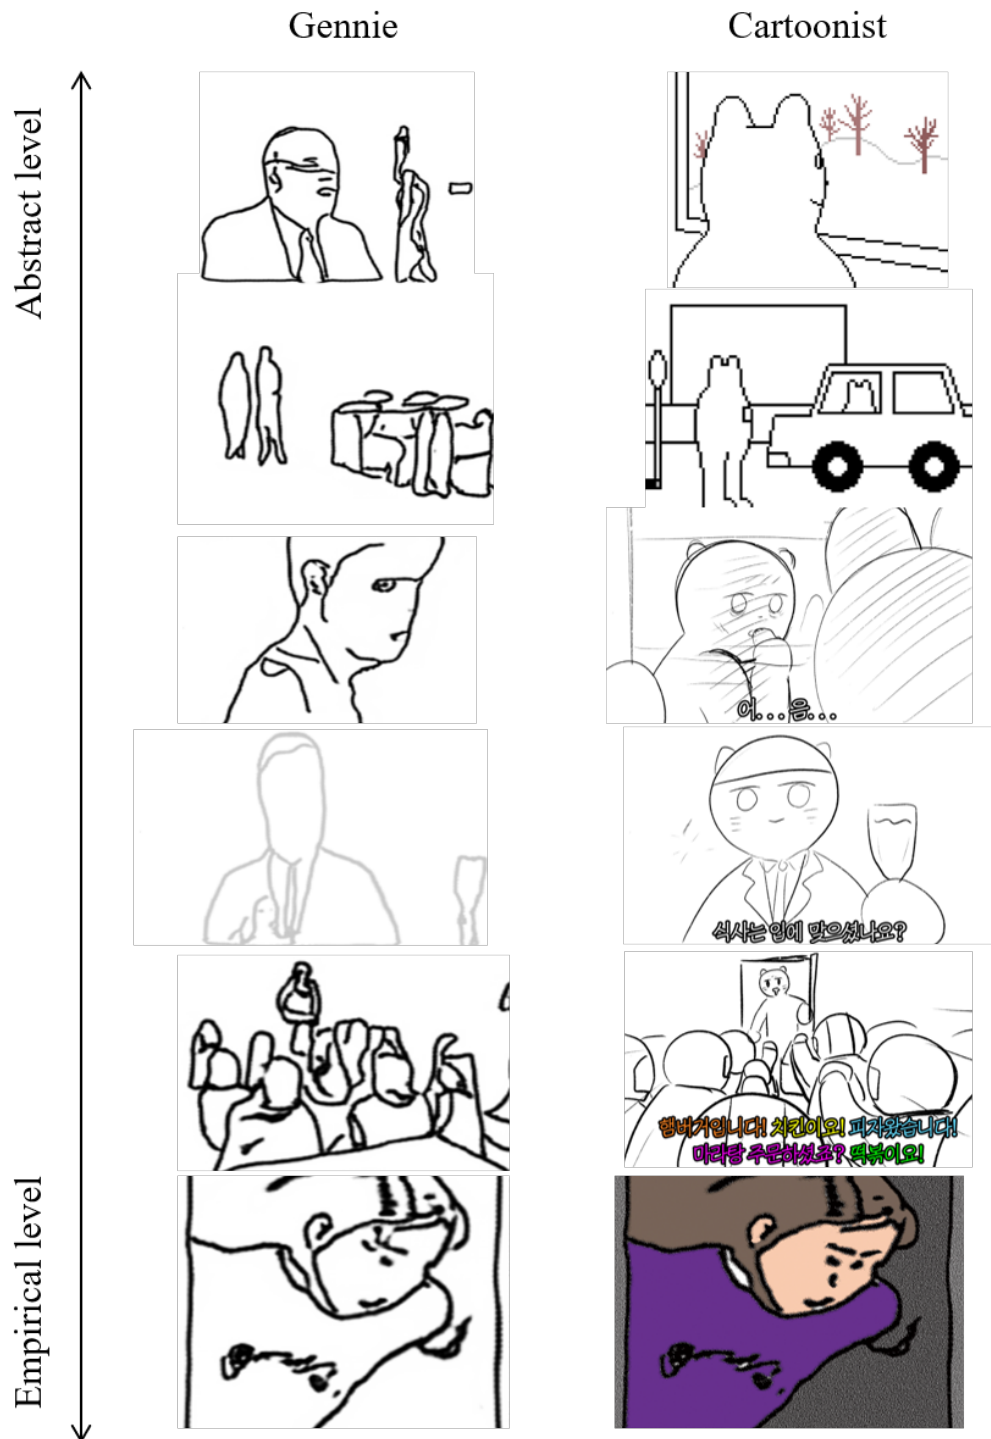 Gennie
Cartoonist
Abstract level
어...음...
식사는 입에 맞으셨나요?
햄버거입니다! 치킨이요! 피자왔습니다!
마라탕 주문하셨죠? 떡볶이요!
Empirical level